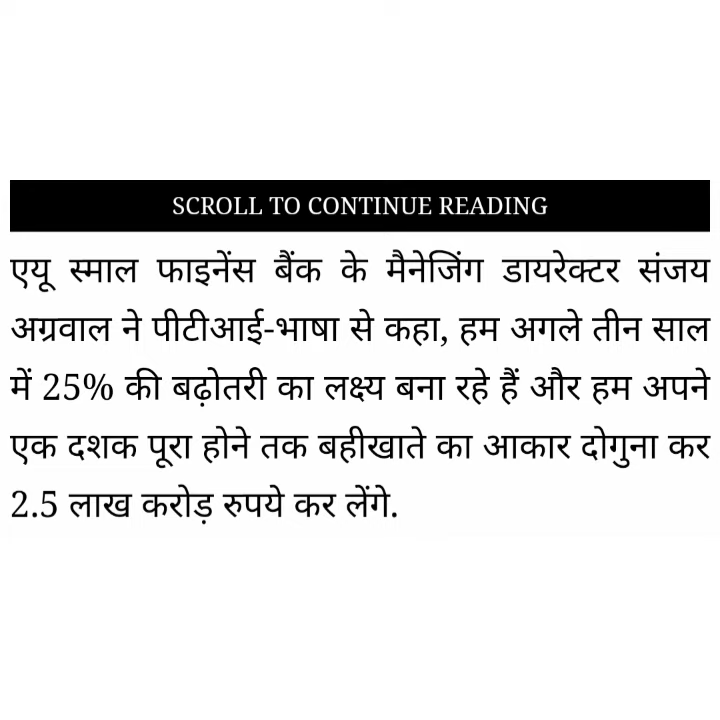 SCROLL TO CONTINUE READING
एयू स्माल फाइनेंस बैंक के मैनेजिंग डायरेक्टर संजय
अग्रवाल ने पीटीआई-भाषा से कहा, हम अगले तीन साल
में 25% की बढ़ोतरी का लक्ष्य बना रहे हैं और हम अपने
एक दशक पूरा होने तक बहीखाते का आकार दोगुना कर
2.5 लाख करोड़ रुपये कर लेंगे.